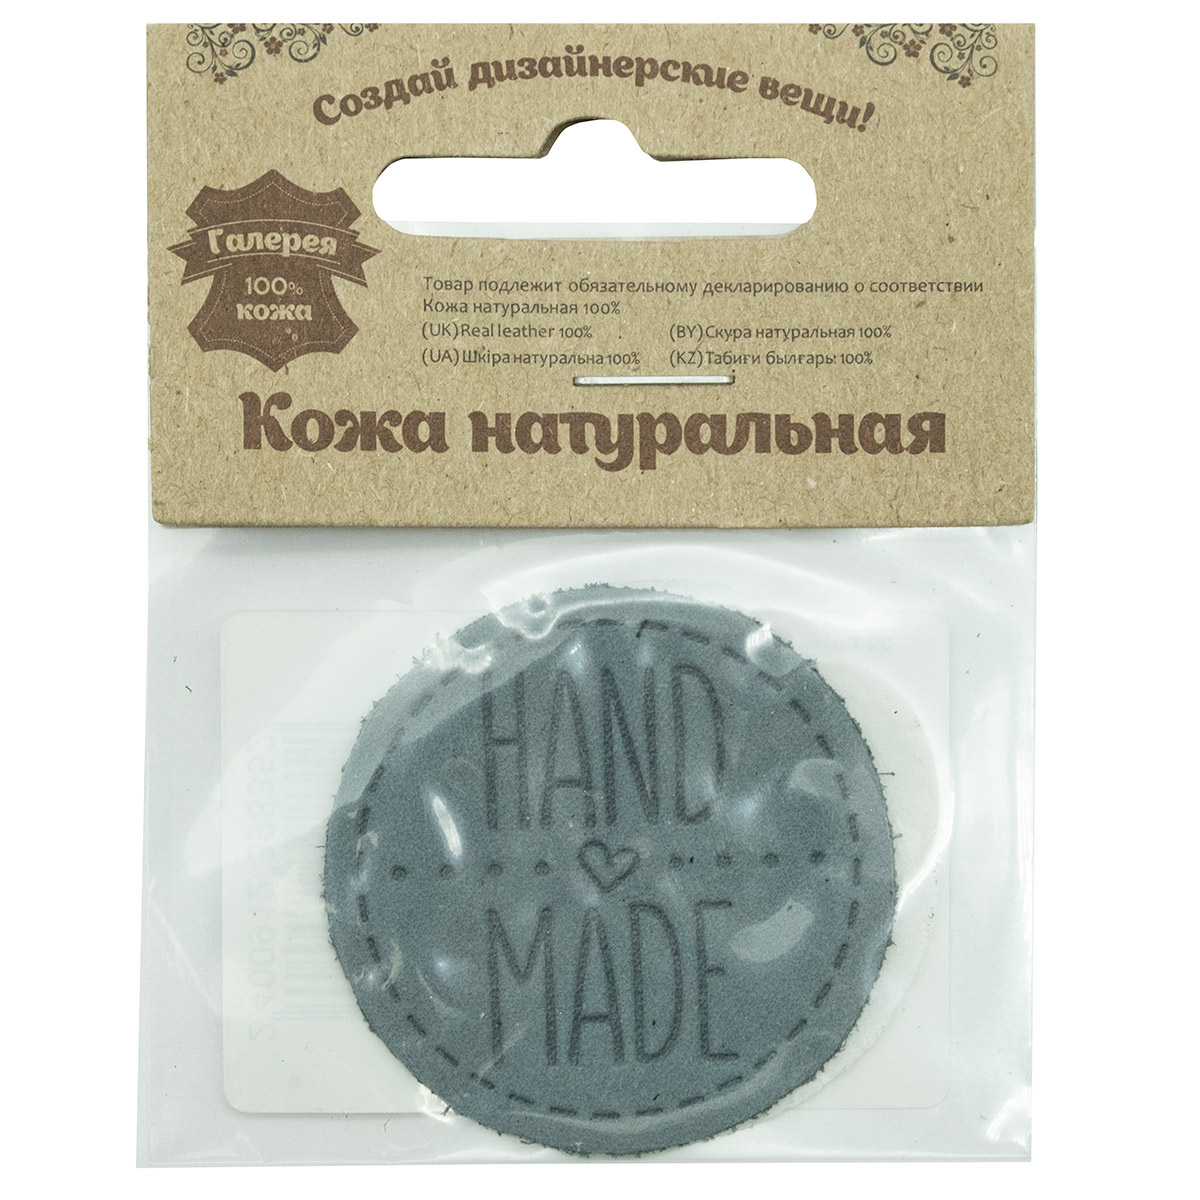 Создай дизайнерские вещи!
Галерея
100%
кожа
Товар подлежит обязательному декларированию о соответствии
Кожа натуральная 100%
(UK) Real leather 100% (BY) Скура натуральная 100%
(UA) Шкіра натуральна 100% (KZ) Табиғи былғары 100%
Кожа натуральная
HAND
MADE